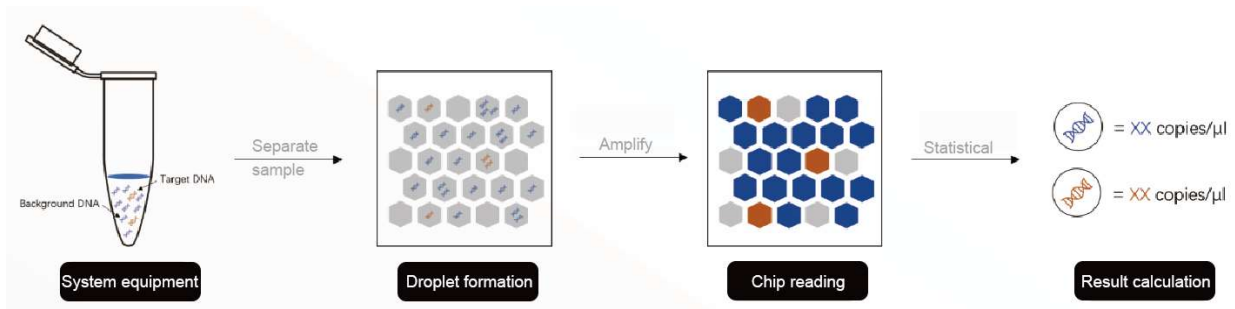 Target DNA
Background DNA
System equipment
Separate
sample
Droplet formation
Amplify
Chip reading
Statistical
= XX copies/µl
= XX copies/µl
Result calculation